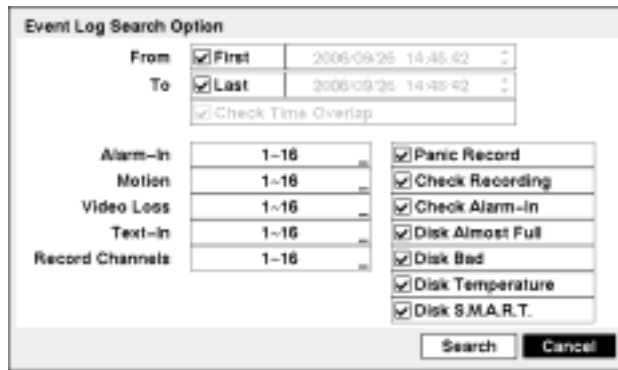 Event Log Search Option
From First 2006/09/26 14:45:42
To Last 2006/09/26 14:45:42
Check Time Overlap
Alarm-In 1~16 Panic Record
Motion 1~16 Check Recording
Video Loss 1~16 Check Alarm-In
Text-In 1~16 Disk Almost Full
Record Channels 1~16 Disk Bad
Disk Temperature
Disk S.M.A.R.T.
Search Cancel